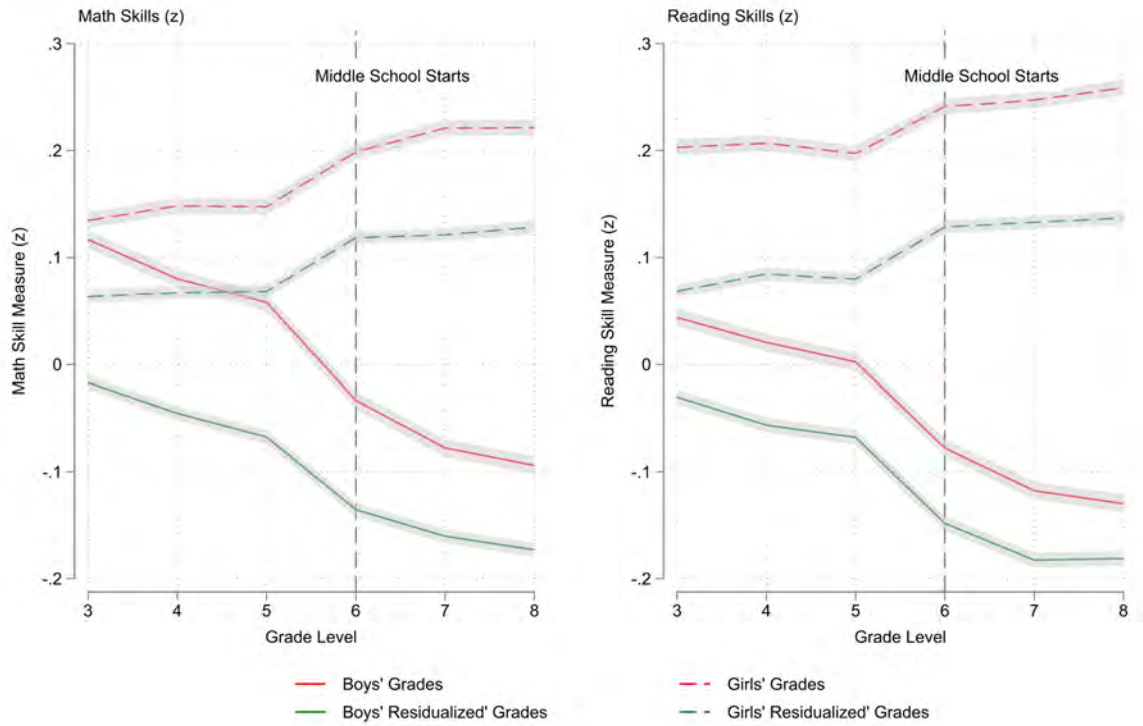 Math Skills (z)
.3
.2
.1
0
-.1
-.2
Math Skill Measure (z)
Middle School Starts
3 4 5 6 7 8
Grade Level
Reading Skills (z)
.3
.2
.1
0
-.1
-.2
Reading Skill Measure (z)
Middle School Starts
3 4 5 6 7 8
Grade Level
Boys' Grades
Girls' Grades
Boys' Residualized' Grades
Girls' Residualized' Grades